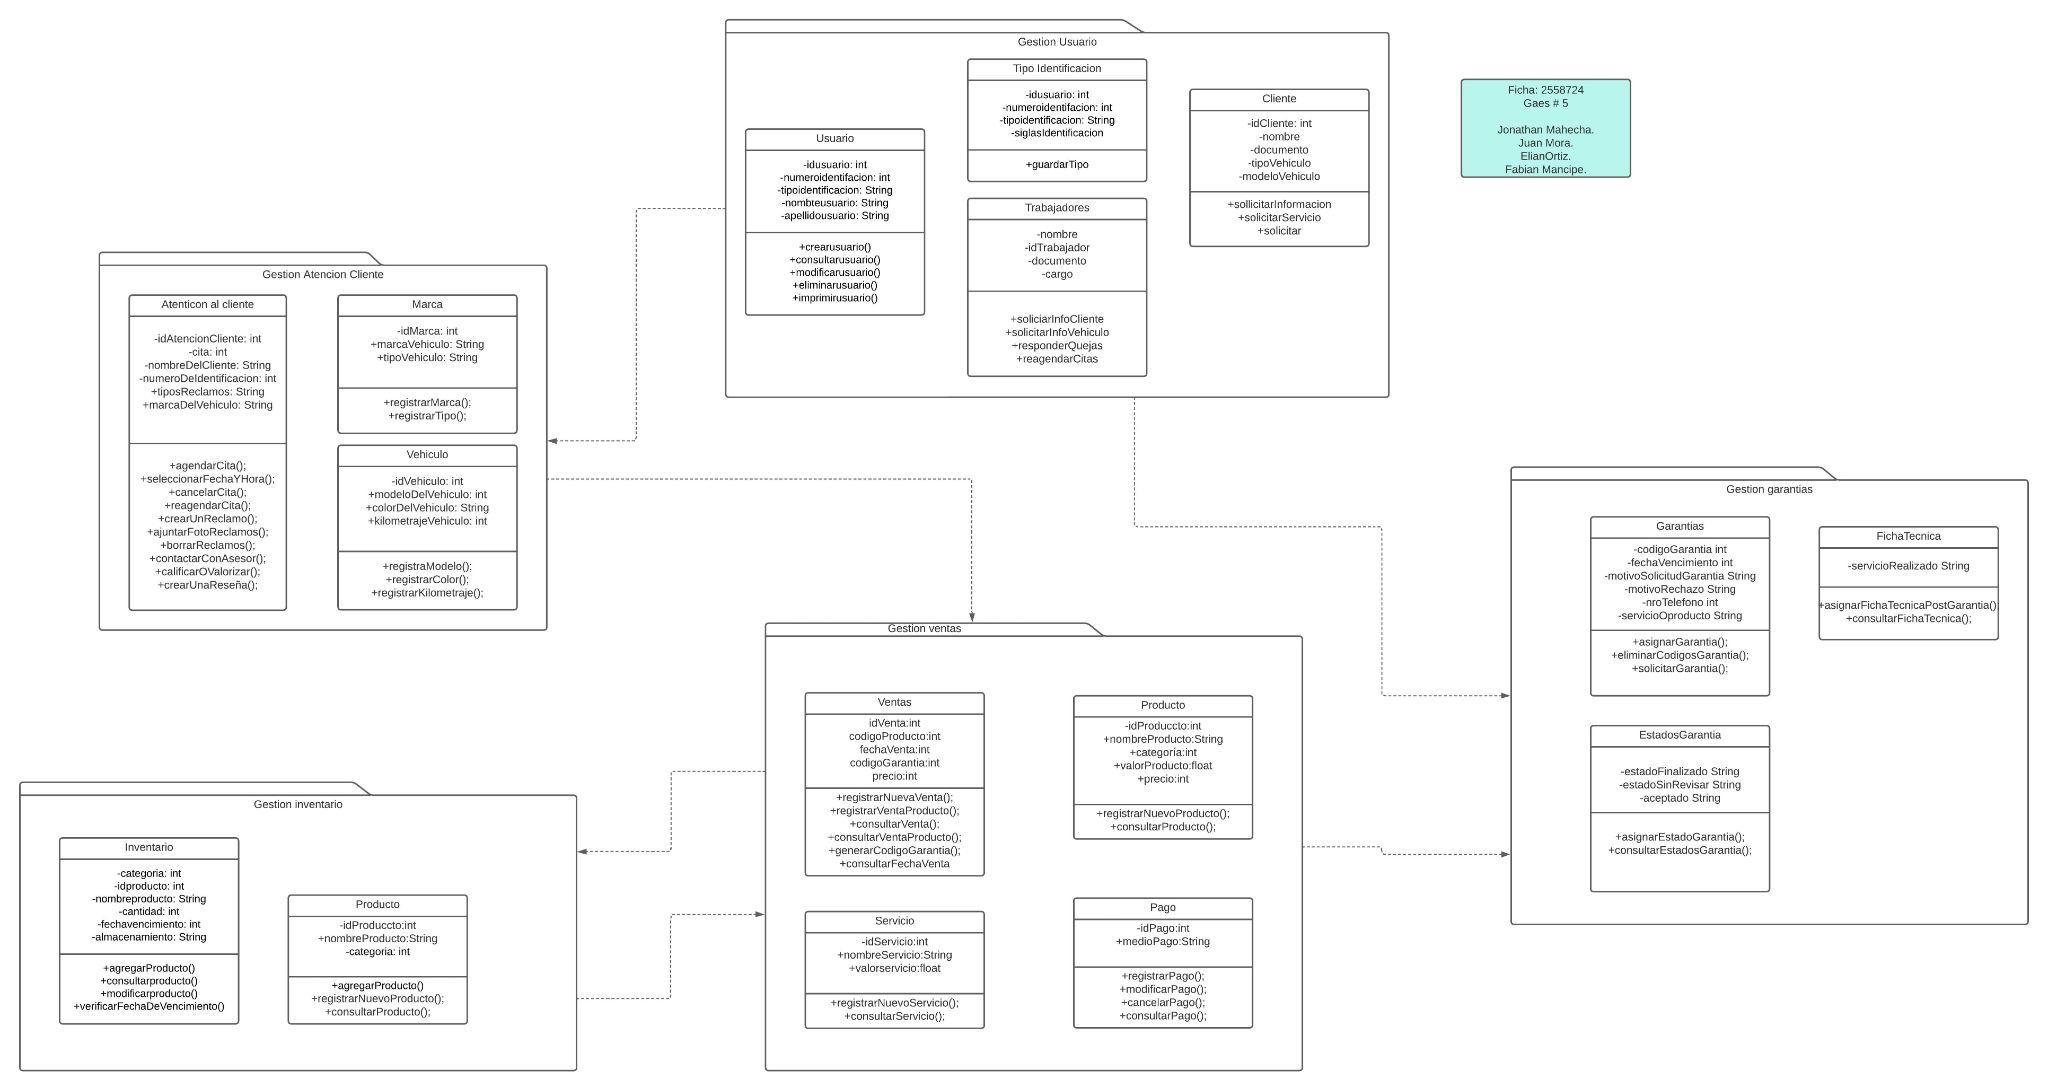 Gestion Usuario
Tipo Identificacion
-idusuario: int
-numeroidentifacion: int
-tipoidentificacion: String
-siglasIdentificacion
+guardarTipo
Cliente
-idCliente: int
-nombre
-documento
-tipoVehiculo
-modeloVehiculo
+sollicitarInformacion
+solicitarServicio
+solicitar
Usuario
-idusuario: int
-numeroidentifacion: int
-tipoidentificacion: String
-nombteusuario: String
-apellidousuario: String
+crearusuario()
+consultarusuario()
+modificarusuario()
+eliminarusuario()
+imprimirusuario()
Trabajadores
-nombre
-idTrabajador
-documento
-cargo
+soliciarInfoCliente
+solicitarInfoVehiculo
+responderQuejas
+reagendarCitas
Ficha: 2558724
Gaes # 5
Jonathan Mahecha.
Juan Mora.
ElianOrtiz.
Fabian Mancipe.
Gestion Atencion Cliente
Atenticon al cliente
-idAtencionCliente: int
-cita: int
-nombreDelCliente: String
-numeroDeIdentificacion: int
+tiposReclamos: String
+marcaDelVehiculo: String
+agendarCita();
+seleccionarFechaYHora();
+cancelarCita();
+reagendarCita();
+crearUnReclamo();
+ajuntarFotoReclamos();
+borrarReclamos();
+contactarConAsesor();
+calificarOValorizar();
+crearUnaReseña();
Marca
-idMarca: int
+marcaVehiculo: String
+tipoVehiculo: String
+registrarMarca();
+registrarTipo();
Vehiculo
-idVehiculo: int
+modeloDelVehiculo: int
+colorDelVehiculo: String
+kilometrajeVehiculo: int
+registraModelo();
+registrarColor();
+registrarKilometraje();
Gestion garantias
Garantias
-codigoGarantia int
-fechaVencimiento int
-motivoSolicitudGarantia String
-motivoRechazo String
-nroTelefono int
-servicioOproducto String
+asignarGarantia();
+eliminarCodigosGarantia();
+solicitarGarantia();
FichaTecnica
-servicioRealizado String
+asignarFichaTecnicaPostGarantia();
+consultarFichaTecnica();
EstadosGarantia
-estadoFinalizado String
-estadoSinRevisar String
-aceptado String
+asignarEstadoGarantia();
+consultarEstadosGarantia();
Gestion ventas
Ventas
idVenta:int
codigoProducto:int
fechaVenta:int
codigoGarantia:int
precio:int
+registrarNuevaVenta();
+registrarVentaProducto();
+consultarVenta();
+consultarVentaProducto();
+generarCodigoGarantia();
+consultarFechaVenta
Producto
-idProduccto:int
+nombreProducto:String
+categoria:int
+valorProducto:float
+precio:int
+registrarNuevoProducto();
+consultarProducto();
Servicio
-idServicio:int
+nombreServicio:String
+valorservicio:float
+registrarNuevoServicio();
+consultarServicio();
Pago
-idPago:int
+medioPago:String
+registrarPago();
+modificarPago();
+cancelarPago();
+consultarPago();
Gestion inventario
Inventario
-categoria: int
-idproducto: int
-nombreproducto: String
-cantidad: int
-fechavencimiento: int
-almacenamiento: String
+agregarProducto()
+consultarproducto()
+modificarproducto()
+verificarFechaDeVencimiento()
Producto
-idProduccto:int
+nombreProducto:String
-categoria: int
+agregarProducto()
+registrarNuevoProducto();
+consultarProducto();